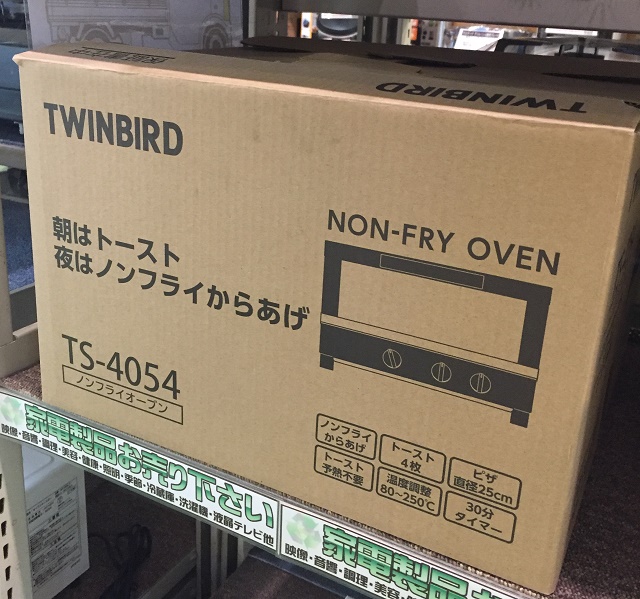 TWINBIRD
TWINBIRD
朝はトースト
夜はノンフライからあげ
NON-FRY OVEN
TS-4054
ノンフライオーブン
ノンフライ
からあげ
トースト
4枚
ピザ
直径25cm
トースト
予熱不要
温度調整
80~250℃
30分
タイマー
家電製品お売り下さい
映像・音響・調理・美容・健康・照明・季節・冷蔵庫・洗濯機・液晶テレビ他
家電製品お
映像・音響・調理・美容・